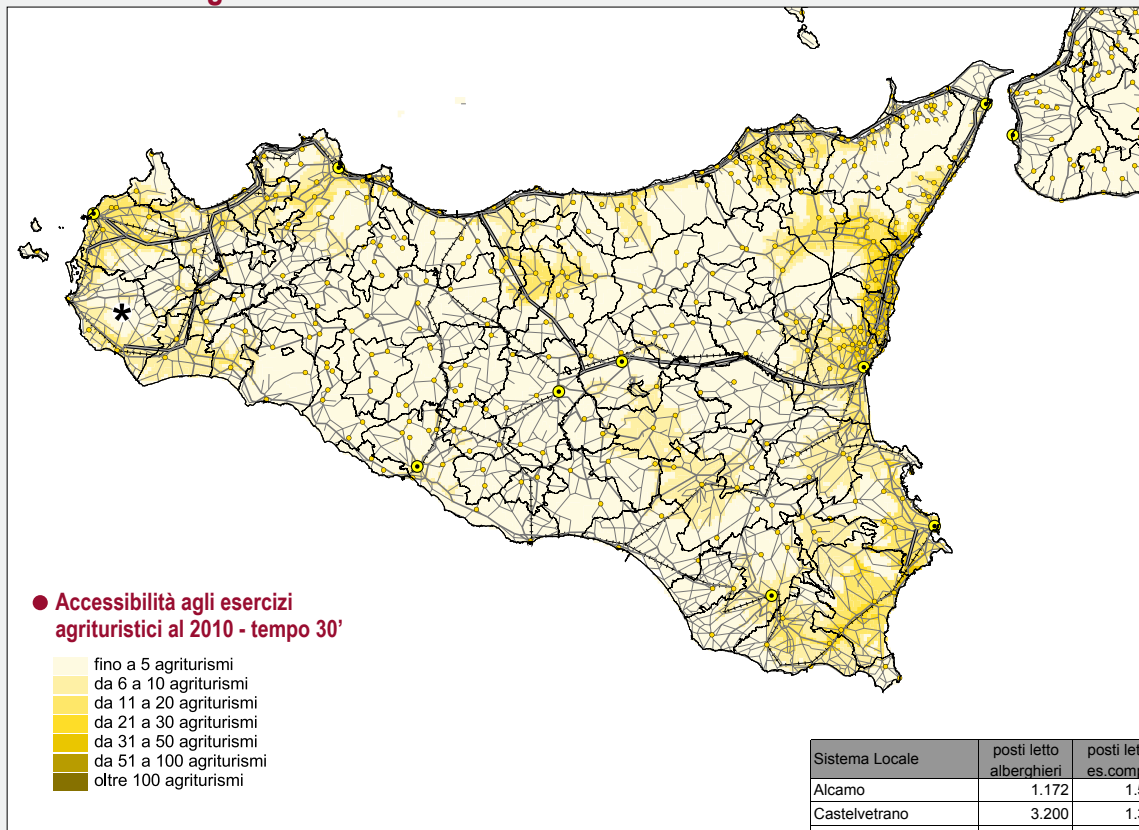 ● Accessibilità agli esercizi
agrituristici al 2010 - tempo 30’
fino a 5 agriturismi
da 6 a 10 agriturismi
da 11 a 20 agriturismi
da 21 a 30 agriturismi
da 31 a 50 agriturismi
da 51 a 100 agriturismi
oltre 100 agriturismi
*
Sistema Locale posti letto alberghieri posti
Alcamo 1.172
Castelvetrano 3.200